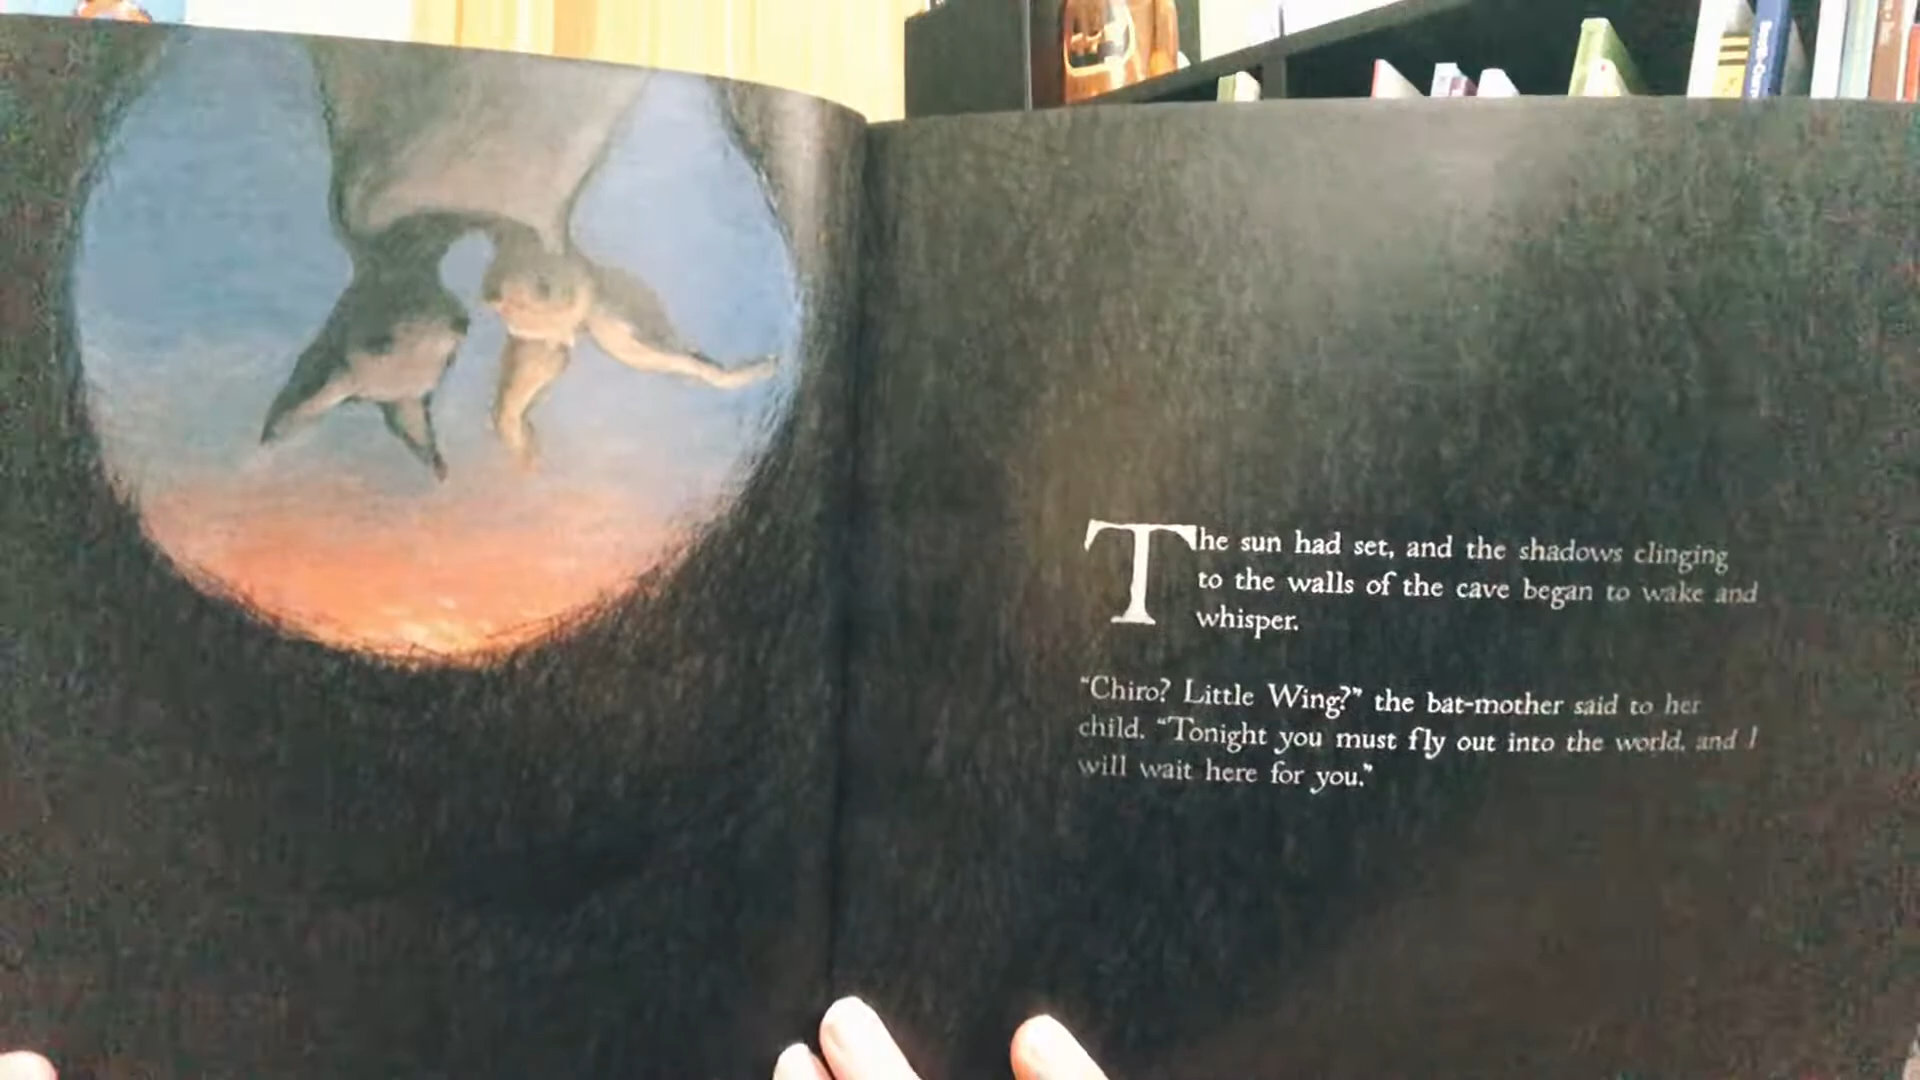 The sun had set, and the shadows clinging
to the walls of the cave began to wake and
whisper.
“Chiro? Little Wing?” the bat-mother said to her
child. “Tonight you must fly out into the world, and I
will wait here for you.”